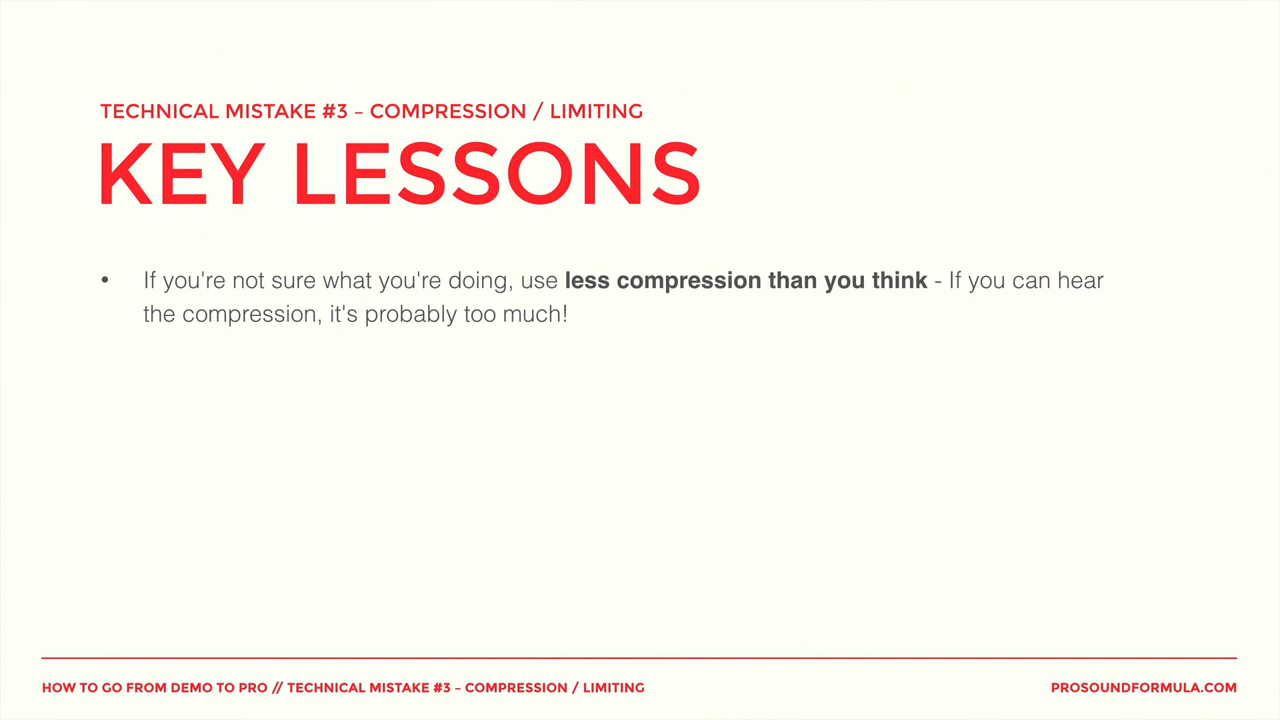 TECHNICAL MISTAKE #3 – COMPRESSION / LIMITING
KEY LESSONS
• If you're not sure what you're doing, use less compression than you think - If you can hear
the compression, it's probably too much!
HOW TO GO FROM DEMO TO PRO // TECHNICAL MISTAKE #3 – COMPRESSION / LIMITING
PROSOUNDFORMULA.COM